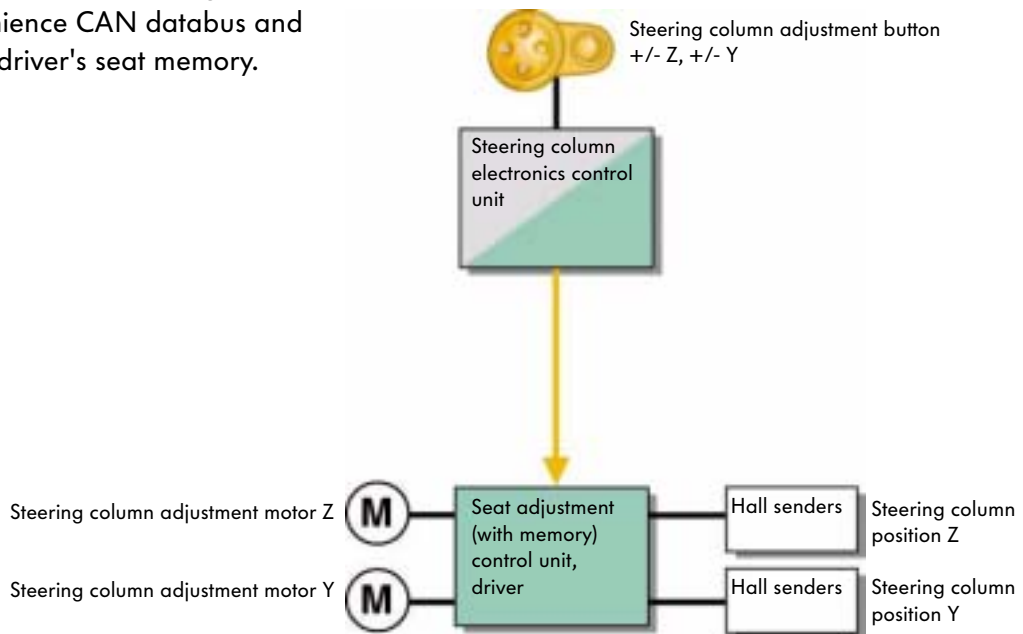 nience CAN databus and
driver's seat memory.
Steering column adjustment button
+/- Z, +/- Y
Steering column
electronics control
unit
Steering column adjustment motor Z
M
Seat adjustment
(with memory)
control unit,
driver
Hall senders
Steering column
position Z
Steering column adjustment motor Y
M
Hall senders
Steering column
position Y